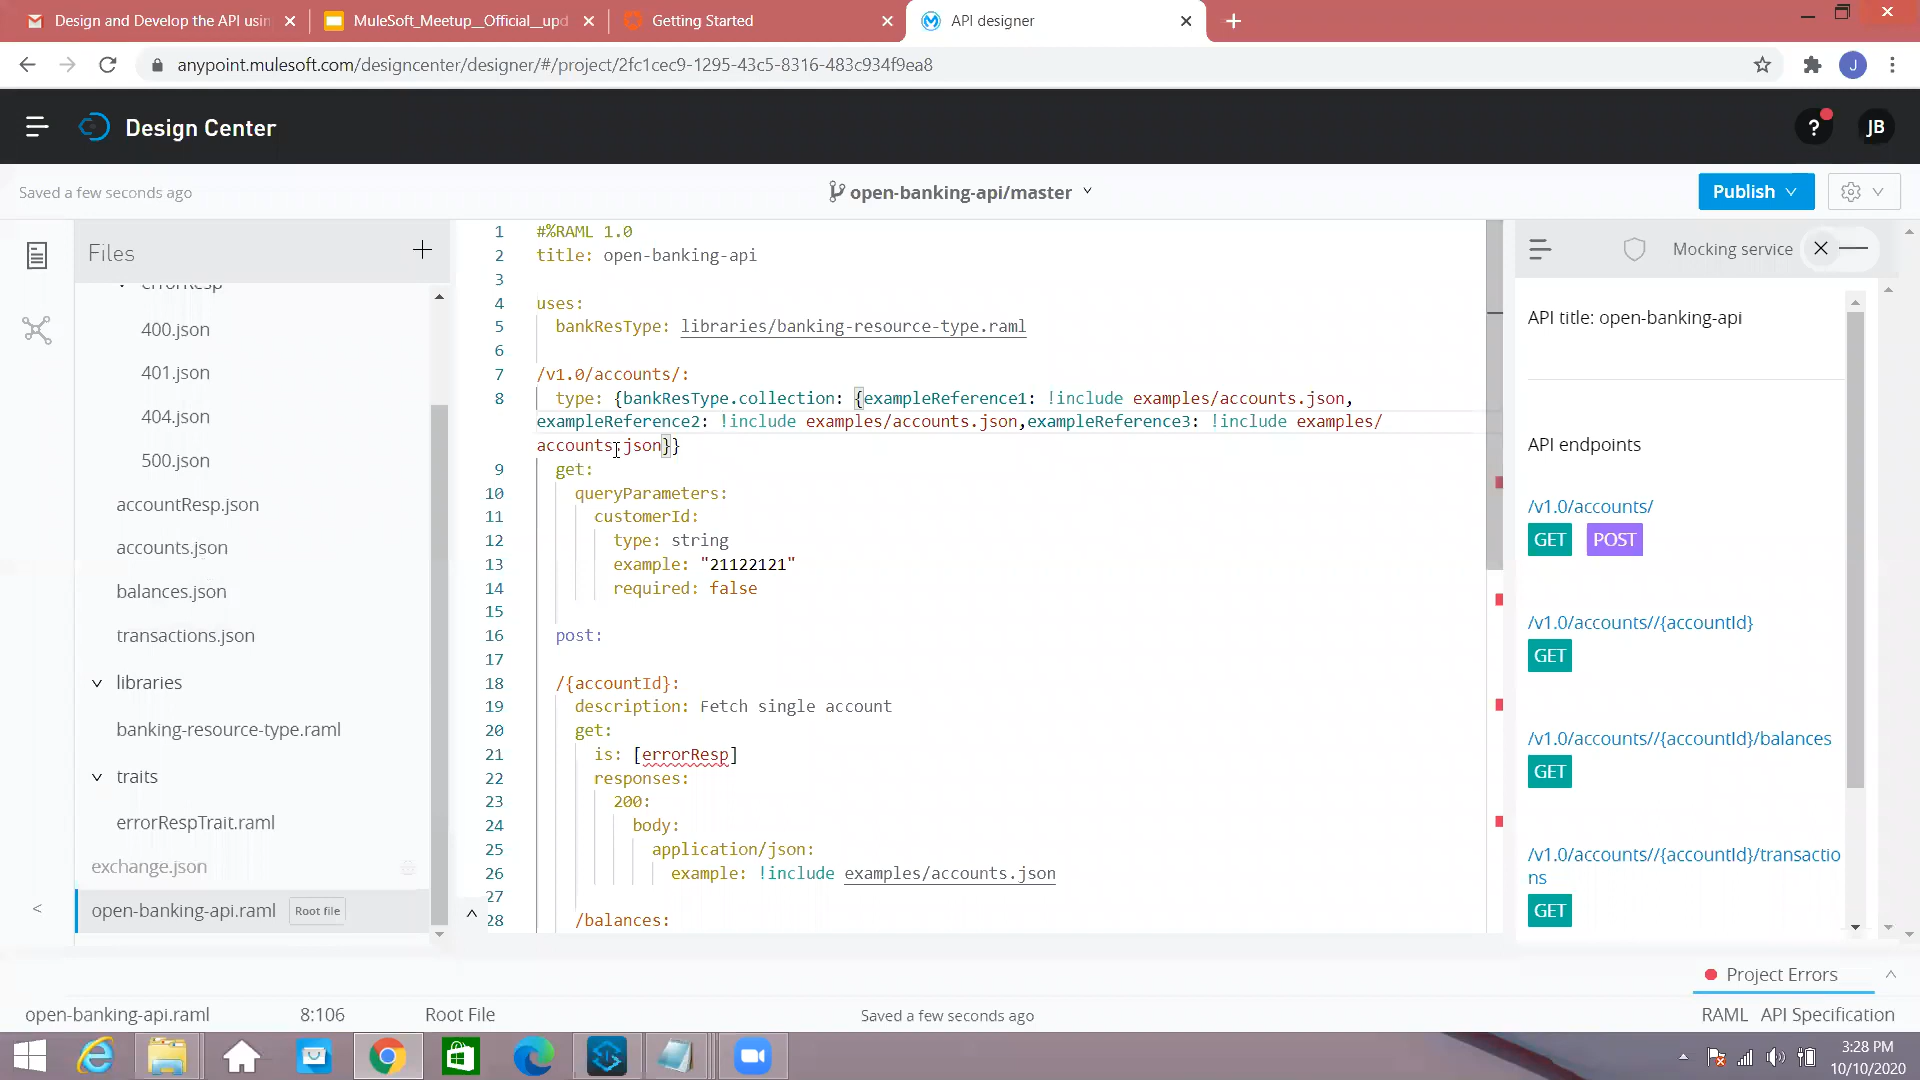 Design and Develop the API usin
MuleSoft_Meetup__Official__upd
Getting Started
API designer
anypoint.mulesoft.com/designcenter/designer/#/project/2fc1cec9-1295-43c5-8316-483c934f9ea8
J
Design Center
?
JB
Saved a few seconds ago
open-banking-api/master
Publish
Files
errorResp
400.json
401.json
404.json
500.json
accountResp.json
accounts.json
balances.json
transactions.json
libraries
banking-resource-type.raml
traits
errorRespTrait.raml
exchange.json
open-banking-api.raml Root file
1 #%RAML 1.0
2 title: open-banking-api
3
4 uses:
5 bankResType: libraries/banking-resource-type.raml
6
7 /v1.0/accounts/:
8 type: {bankResType.collection: {exampleReference1: !include examples/accounts.json,
exampleReference2: !include examples/accounts.json,exampleReference3: !include examples/
accounts.json}}
9 get:
10 queryParameters:
11 customerId:
12 type: string
13 example: "21122121"
14 required: false
15
16 post:
17
18 /{accountId}:
19 description: Fetch single account
20 get:
21 is: [errorResp]
22 responses:
23 200:
24 body:
25 application/json:
26 example: !include examples/accounts.json
27
28 /balances:
Mocking service
API title: open-banking-api
API endpoints
/v1.0/accounts/
GET POST
/v1.0/accounts//{accountId}
GET
/v1.0/accounts//{accountId}/balances
GET
/v1.0/accounts//{accountId}/transactio
ns
GET
Project Errors
open-banking-api.raml 8:106 Root File Saved a few seconds ago RAML API Specification
3:28 PM
10/10/2020